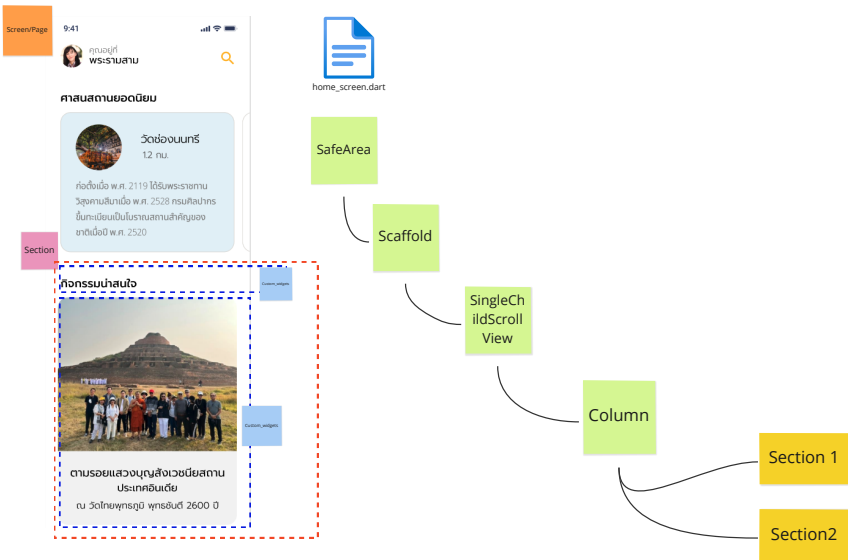 Screen/Page
9:41
คุณอยู่ที่
พระรามสาม
ศาสนสถานยอดนิยม
วัดช่องนนทรี
1.2 กม.
ก่อตั้งเมื่อ พ.ศ. 2119 ได้รับพระราชทาน
วิสุงคามสีมาเมื่อ พ.ศ. 2528 กรมศิลปากร
ขึ้นทะเบียนเป็นโบราณสถานสำคัญของ
ชาติเมื่อปี พ.ศ. 2520
Section
กิจกรรมน่าสนใจ
Custom_widgets
Custom_widgets
ตามรอยแสวงบุญสังเวชนียสถาน
ประเทศอินเดีย
ณ วัดไทยพุทธภูมิ พุทธชันตี 2600 ปี
home_screen.dart
SafeArea
Scaffold
SingleCh
ildScroll
View
Column
Section 1
Section2